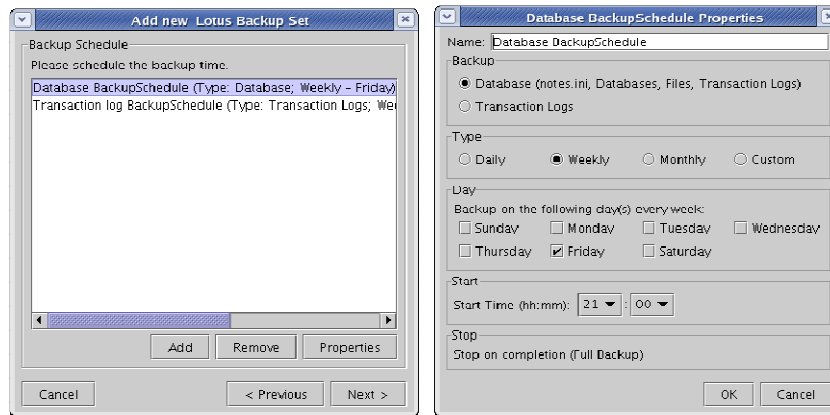 Add new Lotus Backup Set
Backup Schedule
Please schedule the backup time.
Database BackupSchedule (Type: Database; Weekly - Friday)
Transaction log BackupSchedule (Type: Transaction Logs; We
Add
Remove
Properties
Cancel
< Previous
Next >
Database BackupSchedule Properties
Name: Database BackupSchedule
Backup
Database (notes.ini, Databases, Files, Transaction Logs)
Transaction Logs
Type
Daily Weekly Monthly Custom
Day
Backup on the following day(s) every week:
Sunday Monday Tuesday Wednesday
Thursday Friday Saturday
Start
Start Time (hh:mm): 21 : 00
Stop
Stop on completion (Full Backup)
OK
Cancel